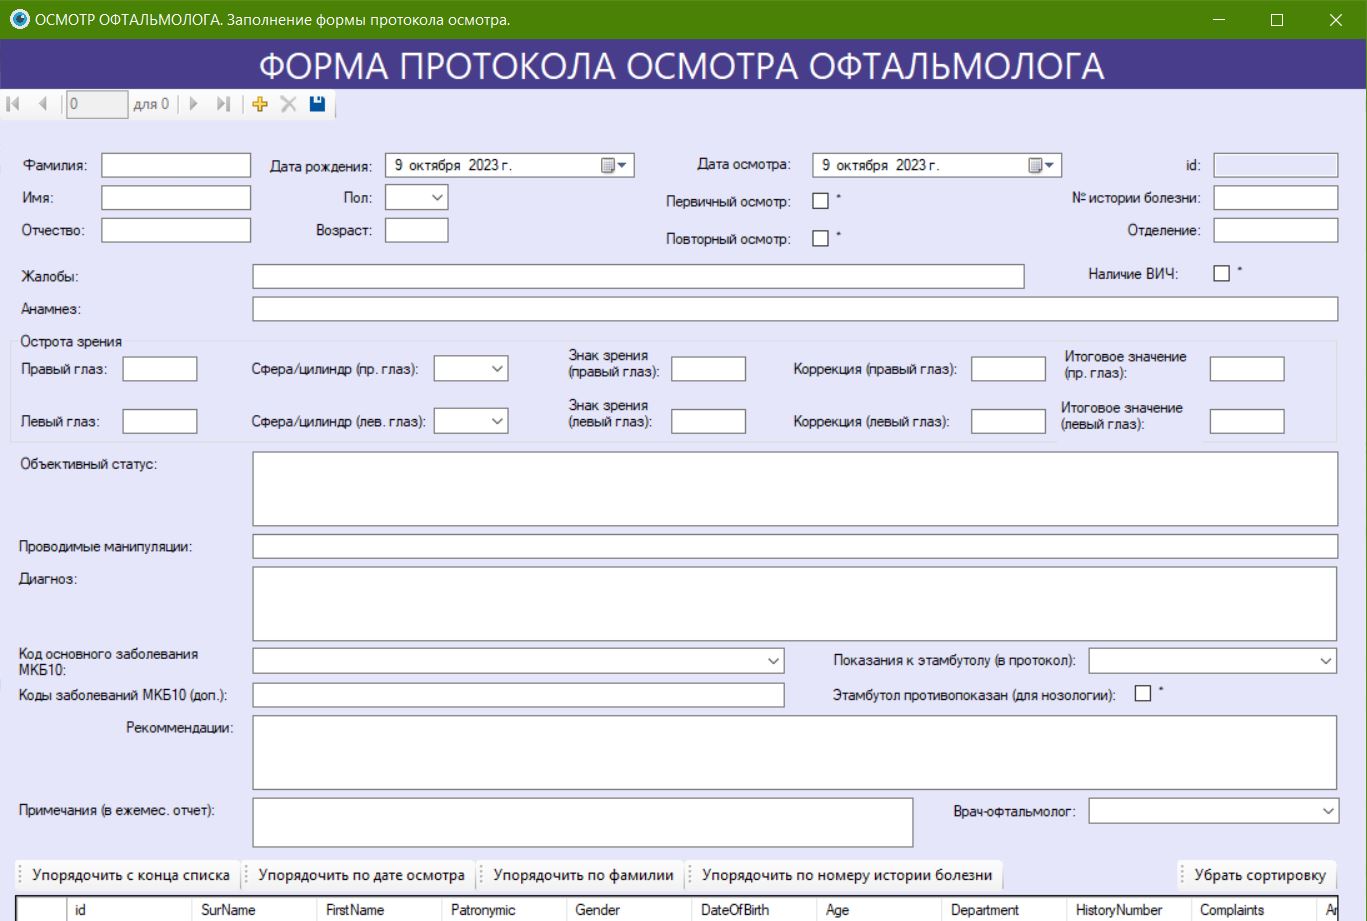 ОСМОТР ОФТАЛЬМОЛОГА. Заполнение формы протокола осмотра.
ФОРМА ПРОТОКОЛА ОСМОТРА ОФТАЛЬМОЛОГА
0 для 0
Фамилия: Дата рождения: 9 октября 2023 г. Дата осмотра: 9 октября 2023 г. id:
Имя: Пол: Первичный осмотр: * № истории болезни:
Отчество: Возраст: Повторный осмотр: * Отделение:
Жалобы: Наличие ВИЧ: *
Анамнез:
Острота зрения
Правый глаз: Сфера/цилиндр (пр. глаз): Знак зрения
(правый глаз): Коррекция (правый глаз): Итоговое значение
(пр. глаз):
Левый глаз: Сфера/цилиндр (лев. глаз): Знак зрения
(левый глаз): Коррекция (левый глаз): Итоговое значение
(левый глаз):
Объективный статус:
Проводимые манипуляции:
Диагноз:
Код основного заболевания
МКБ10: Показания к этамбутолу (в протокол):
Коды заболеваний МКБ10 (доп.): Этамбутол противопоказан (для нозологии): *
Рекоммендации:
Примечания (в ежемес. отчет): Врач-офтальмолог:
Упорядочить с конца списка Упорядочить по дате осмотра Упорядочить по фамилии Упорядочить по номеру истории болезни Убрать сортировку
id SurName FirstName Patronymic Gender DateOfBirth Age Department HistoryNumber Complaints